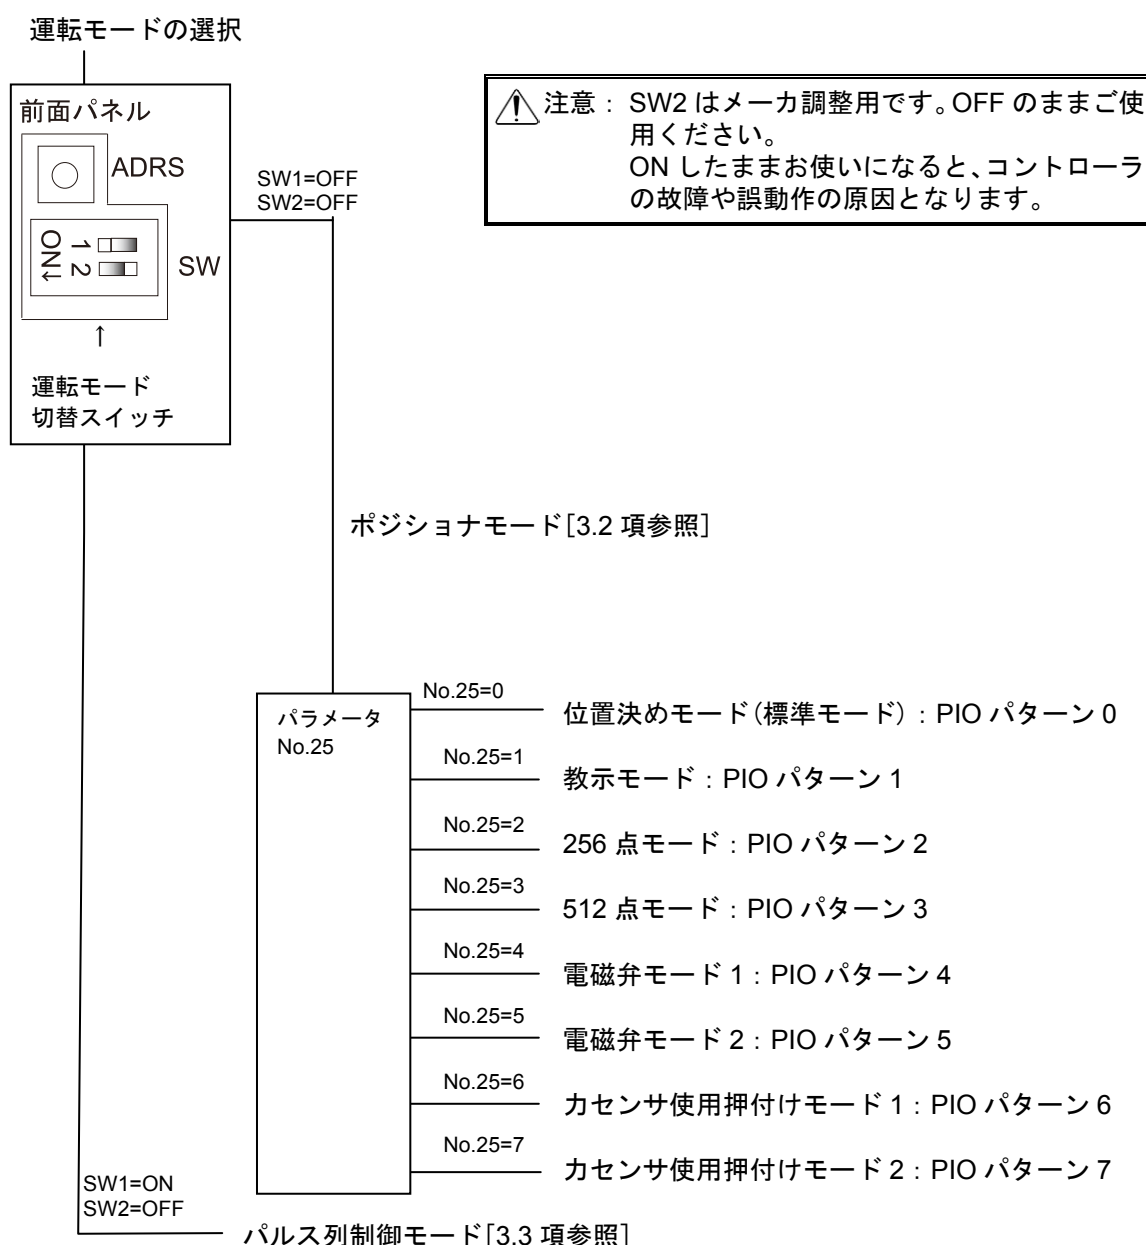 運転モードの選択
前面パネル
ADRS
ON↓
1
2
SW
↑
運転モード
切替スイッチ
SW1=OFF
SW2=OFF
注意： SW2 はメーカ調整用です。OFF のままご使
用ください。
ON したままお使いになると、コントローラ
の故障や誤動作の原因となります。
ポジショナモード[3.2 項参照]
パラメータ
No.25
No.25=0
位置決めモード(標準モード)：PIO パターン 0
No.25=1
教示モード：PIO パターン 1
No.25=2
256 点モード：PIO パターン 2
No.25=3
512 点モード：PIO パターン 3
No.25=4
電磁弁モード 1：PIO パターン 4
No.25=5
電磁弁モード 2：PIO パターン 5
No.25=6
力センサ使用押付けモード 1：PIO パターン 6
No.25=7
力センサ使用押付けモード 2：PIO パターン 7
SW1=ON
SW2=OFF
パルス列制御モード[3.3 項参照]